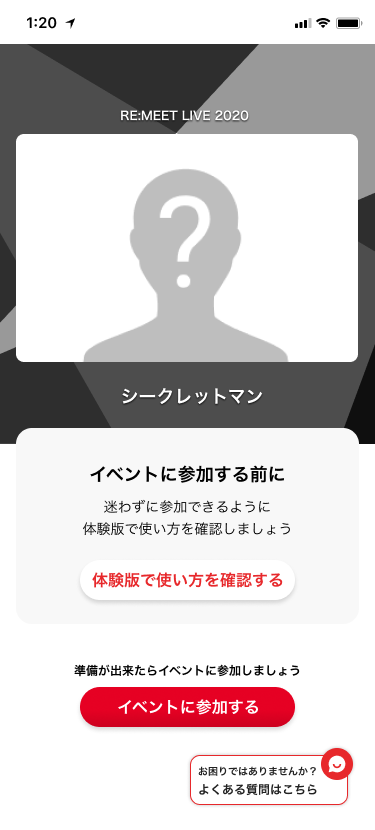 1:20
RE:MEET LIVE 2020
?
シークレットマン
イベントに参加する前に
迷わずに参加できるように
体験版で使い方を確認しましょう
体験版で使い方を確認する
準備が出来たらイベントに参加しましょう
イベントに参加する
お困りではありませんか？
よくある質問はこちら